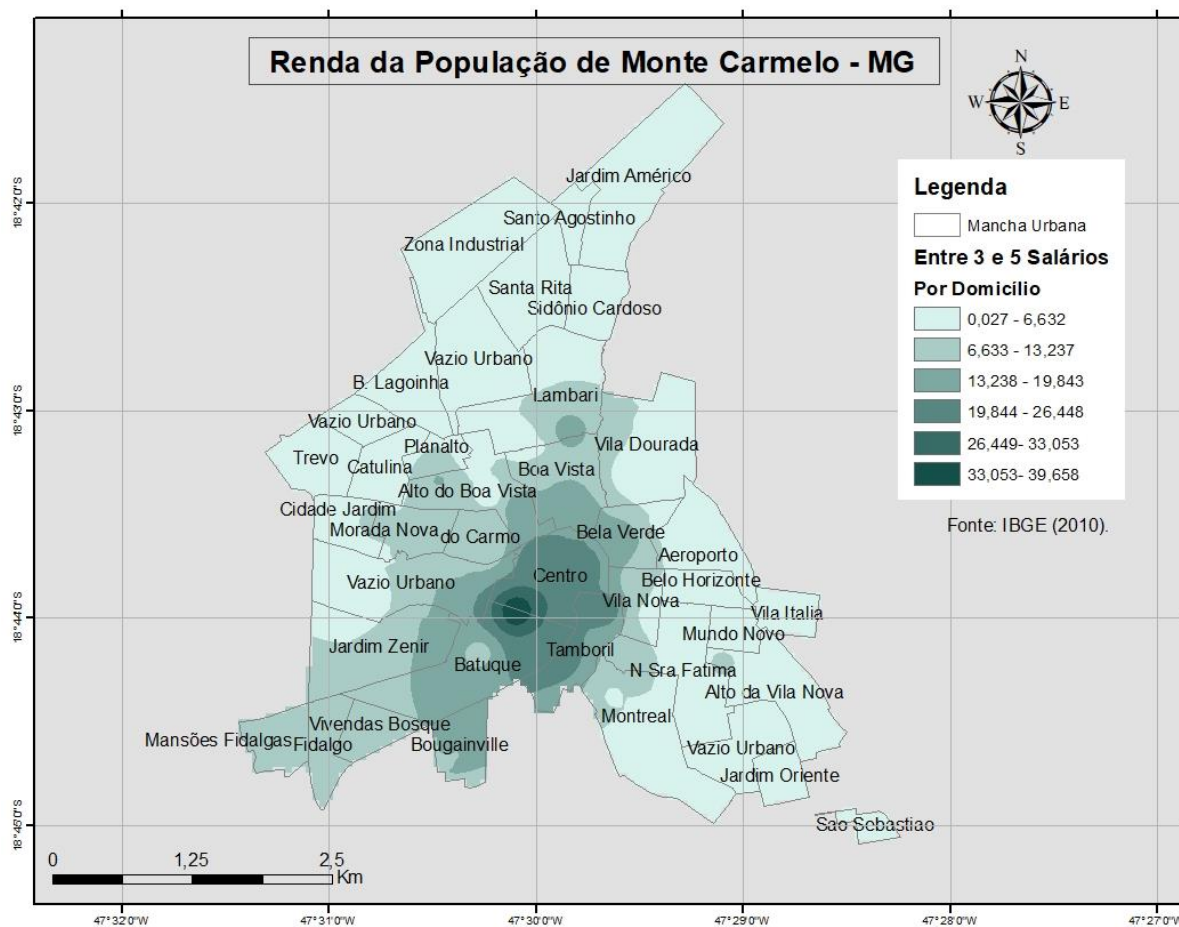 Renda da População de Monte Carmelo - MG
N
W
E
S
Legenda
Mancha Urbana
Entre 3 e 5 Salários
Por Domicílio
0,027 - 6,632
6,633 - 13,237
13,238 - 19,843
19,844 - 26,448
26,449- 33,053
33,053- 39,658
Fonte: IBGE (2010).
Jardim Américo
Santo Agostinho
Zona Industrial
Santa Rita
Sidônio Cardoso
Vazio Urbano
B. Lagoinha
Lambari
Vazio Urbano
Planalto
Vila Dourada
Trevo
Catulina
Boa Vista
Alto do Boa Vista
Cidade Jardim
Morada Nova
do Carmo
Bela Verde
Aeroporto
Vazio Urbano
Centro
Belo Horizonte
Vila Nova
Vila Italia
Mundo Novo
Jardim Zenir
Tamboril
Batuque
N Sra Fatima
Alto da Vila Nova
Montreal
Vivendas Bosque
Mansões Fidalgas
Fidalgo
Bougainville
Vazio Urbano
Jardim Oriente
Sao Sebastiao
18°42'0"S
18°43'0"S
18°44'0"S
18°45'0"S
0
1,25
2,5
Km
47°32'0"W
47°31'0"W
47°30'0"W
47°29'0"W
47°28'0"W
47°27'0"W